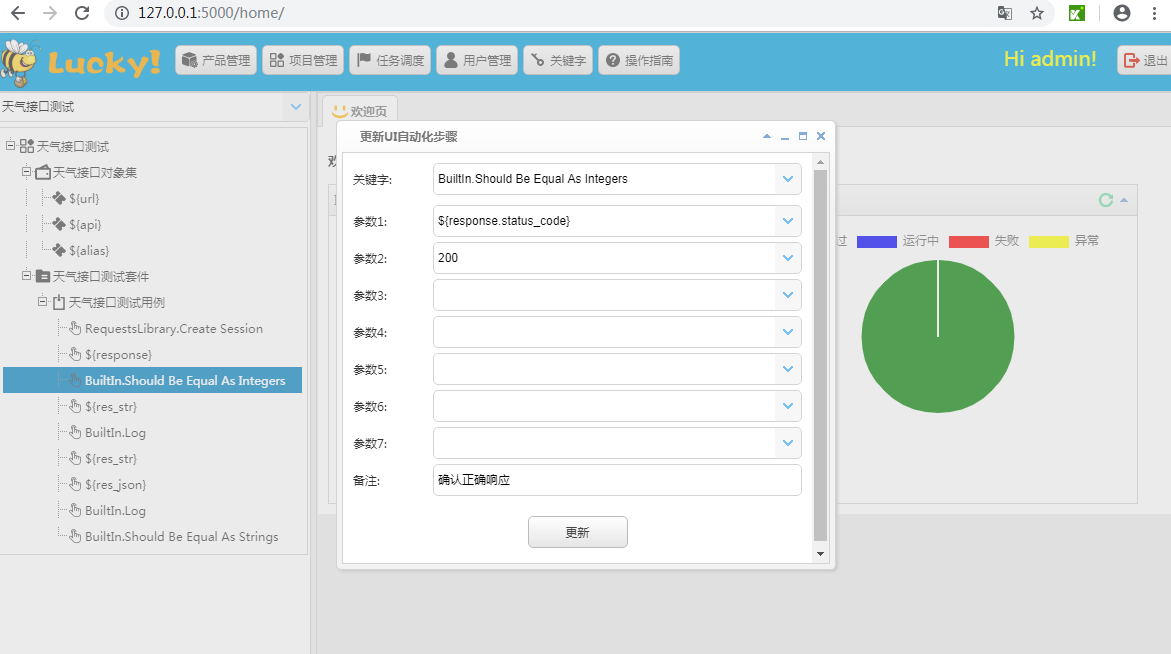 127.0.0.1:5000/home/
Lucky!
产品管理
项目管理
任务调度
用户管理
关键字
操作指南
Hi admin!
退出
天气接口测试
欢迎页
天气接口测试
天气接口对象集
${url}
${api}
${alias}
天气接口测试套件
天气接口测试用例
RequestsLibrary.Create Session
${response}
BuiltIn.Should Be Equal As Integers
${res_str}
BuiltIn.Log
${res_str}
${res_json}
BuiltIn.Log
BuiltIn.Should Be Equal As Strings
更新UI自动化步骤
关键字: BuiltIn.Should Be Equal As Integers
参数1: ${response.status_code}
参数2: 200
参数3:
参数4:
参数5:
参数6:
参数7:
备注: 确认正确响应
更新
过
运行中
失败
异常